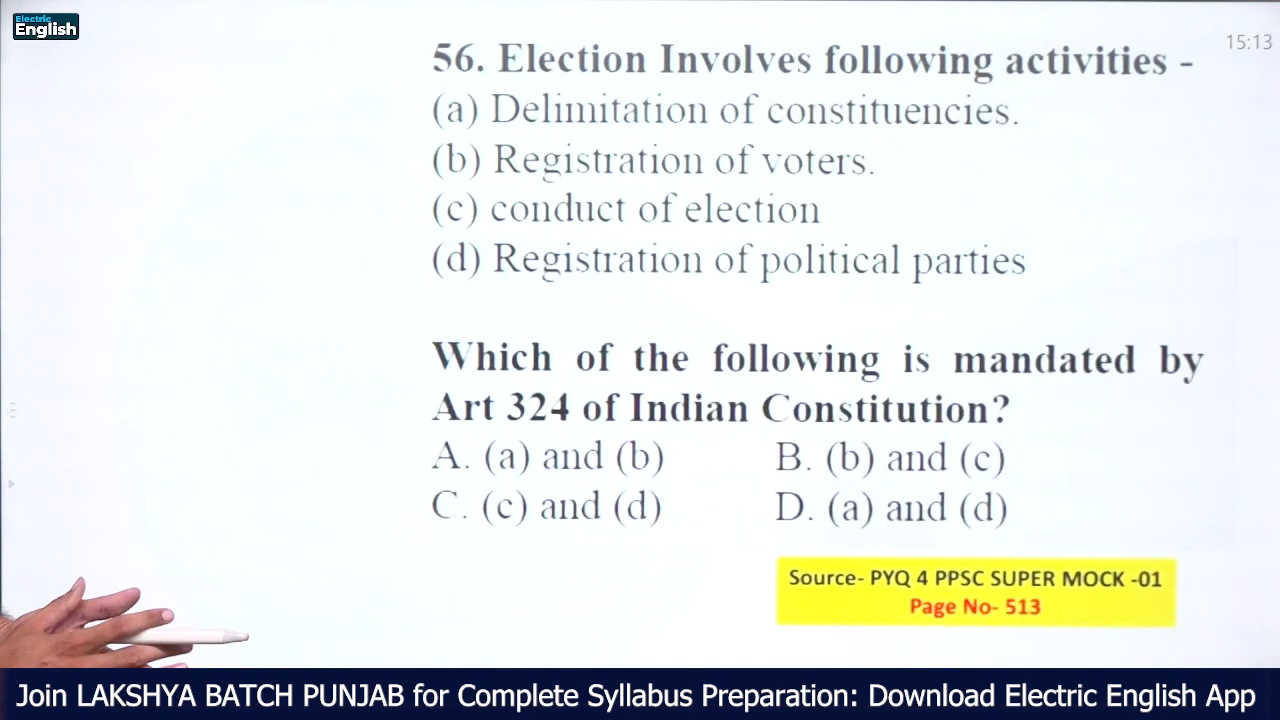 Electric
English
15:13
56. Election Involves following activities -
(a) Delimitation of constituencies.
(b) Registration of voters.
(c) conduct of election
(d) Registration of political parties
Which of the following is mandated by
Art 324 of Indian Constitution?
A. (a) and (b) B. (b) and (c)
C. (c) and (d) D. (a) and (d)
Source- PYQ 4 PPSC SUPER MOCK -01
Page No- 513
Join LAKSHYA BATCH PUNJAB for Complete Syllabus Preparation: Download Electric English App